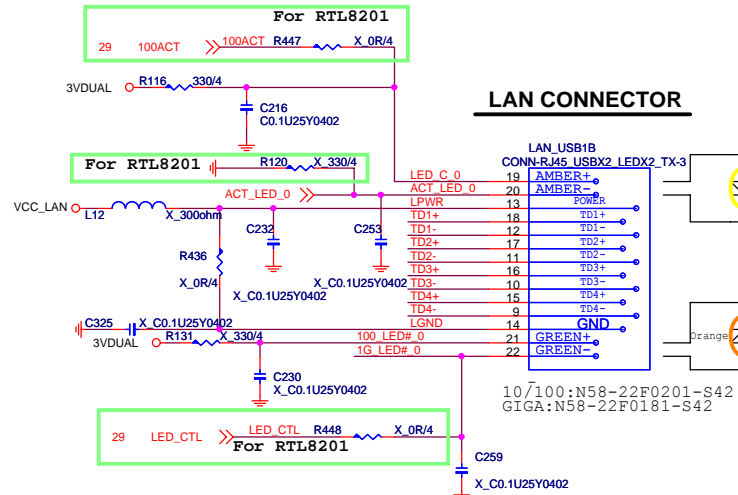 For RTL8201
29 100ACT 100ACT R447 X_0R/4
R116 330/4
3VDUAL
C216
C0.1U25Y0402
LAN CONNECTOR
LAN_USB1B
CONN-RJ45_USBX2_LEDX2_TX-3
For RTL8201 R120 X_330/4
LED_C_0 19 AMBER+
ACT_LED_0 ACT_LED_0 20 AMBER-
VCC_LAN LPWR 13 POWER
L12 X_300ohm
TD1+ 18 TD1+
TD1- 12 TD1-
C232 C253
TD2+ 17 TD2+
TD2- 11 TD2-
R436
TD3+ 16 TD3+
X_0R/4 X_C0.1U25Y0402
TD3- 10 TD3-
X_C0.1U25Y0402
TD4+ 15 TD4+
TD4- 9 TD4-
C325 X_C0.1U25Y0402
LGND 14 GND
3VDUAL R131 X_330/4
100_LED#_0 21 GREEN+
Orange
1G_LED#_0 22 GREEN-
C230
X_C0.1U25Y0402
10/100:N58-22F0201-S42
GIGA:N58-22F0181-S42
29 LED_CTL LED_CTL R448 X_0R/4
For RTL8201
C259
X_C0.1U25Y0402